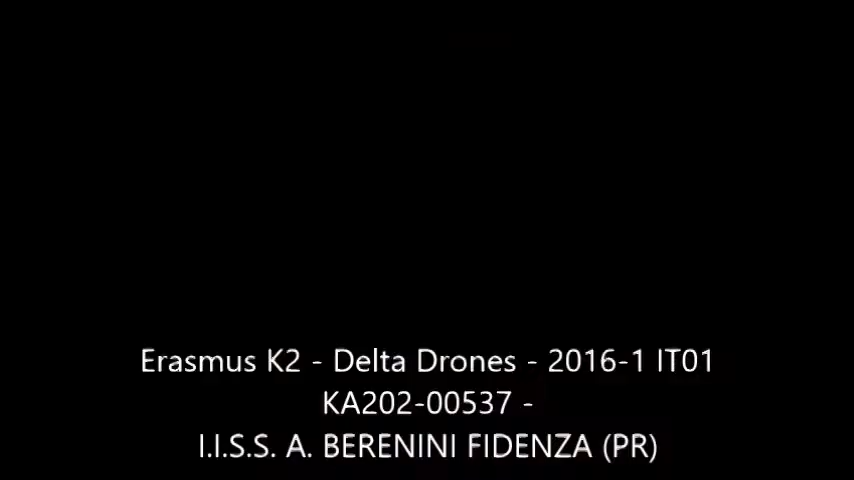 Erasmus K2 - Delta Drones - 2016-1 IT01
KA202-00537 -
I.I.S.S. A. BERENINI FIDENZA (PR)